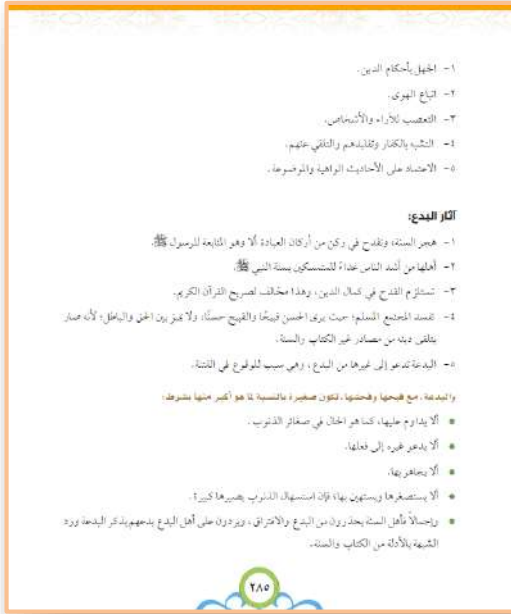 ١- الجهل بأحكام الدين.
٢- اتباع الهوى.
٣- التعصب للآراء والأشخاص.
٤- التشبه بالكفار وتقليدهم والتلقي عنهم.
٥- الاعتماد على الأحاديث الواهية والموضوعة.
آثار البدع:
١- هجر السنة، وتقدح في ركن من أركان العبادة ألا وهو المتابعة للرسول ﷺ.
٢- أهلها من أشد الناس عداءً للمتمسكين بسنة النبي ﷺ.
٣- تستلزم القدح في كمال الدين، وهذا مخالف لصريح القرآن الكريم.
٤- تفسد المجتمع المسلم؛ حيث يرى الحسن قبيحًا والقبيح حسنًا، ولا يميز بين الحق والباطل؛ لأنه صار
يتلقى دينه من مصادر غير الكتاب والسنة.
٥- البدعة تدعو إلى غيرها من البدع، وهي سبب للوقوع في الفتنة.
والبدعة، مع قبحها وفحشها، تكون صغيرة بالنسبة لما هو أكبر منها بشرط:
● ألا يداوم عليها، كما هو الحال في صغائر الذنوب.
● ألا يدعو غيره إلى فعلها.
● ألا يجاهر بها.
● ألا يستصغرها ويستهين بها؛ فإن استسهال الذنوب يصيرها كبيرة.
● وإجمالاً فأهل السنة يحذرون من البدع والافتراق، ويردون على أهل البدع بدعهم بذكر البدعة ورد
الشبهة بالأدلة من الكتاب والسنة.
٢٨٥